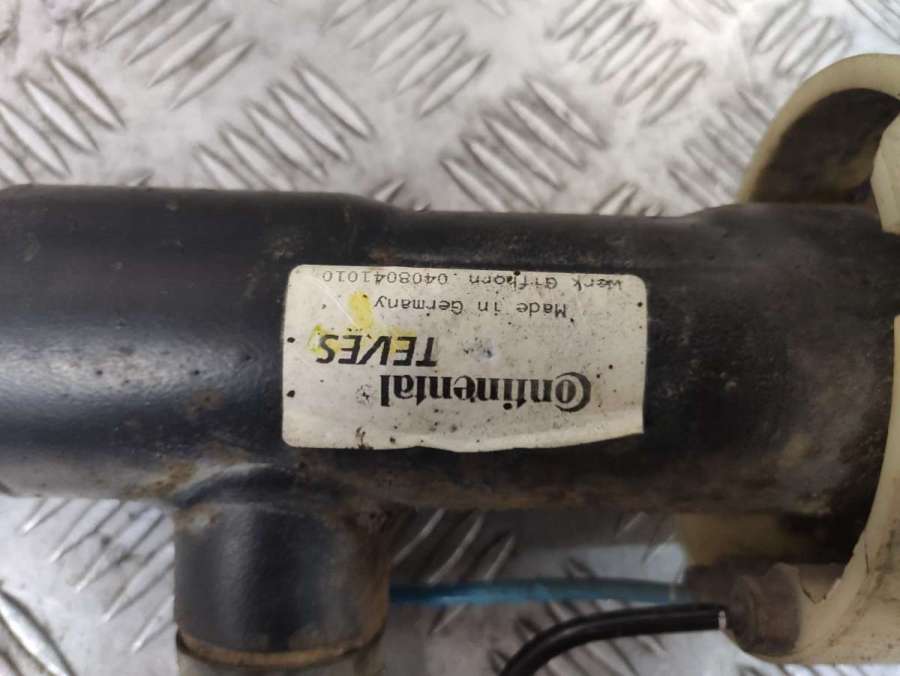 Continental
TEVES
Made in Germany
Werk Gifhorn 0408041010